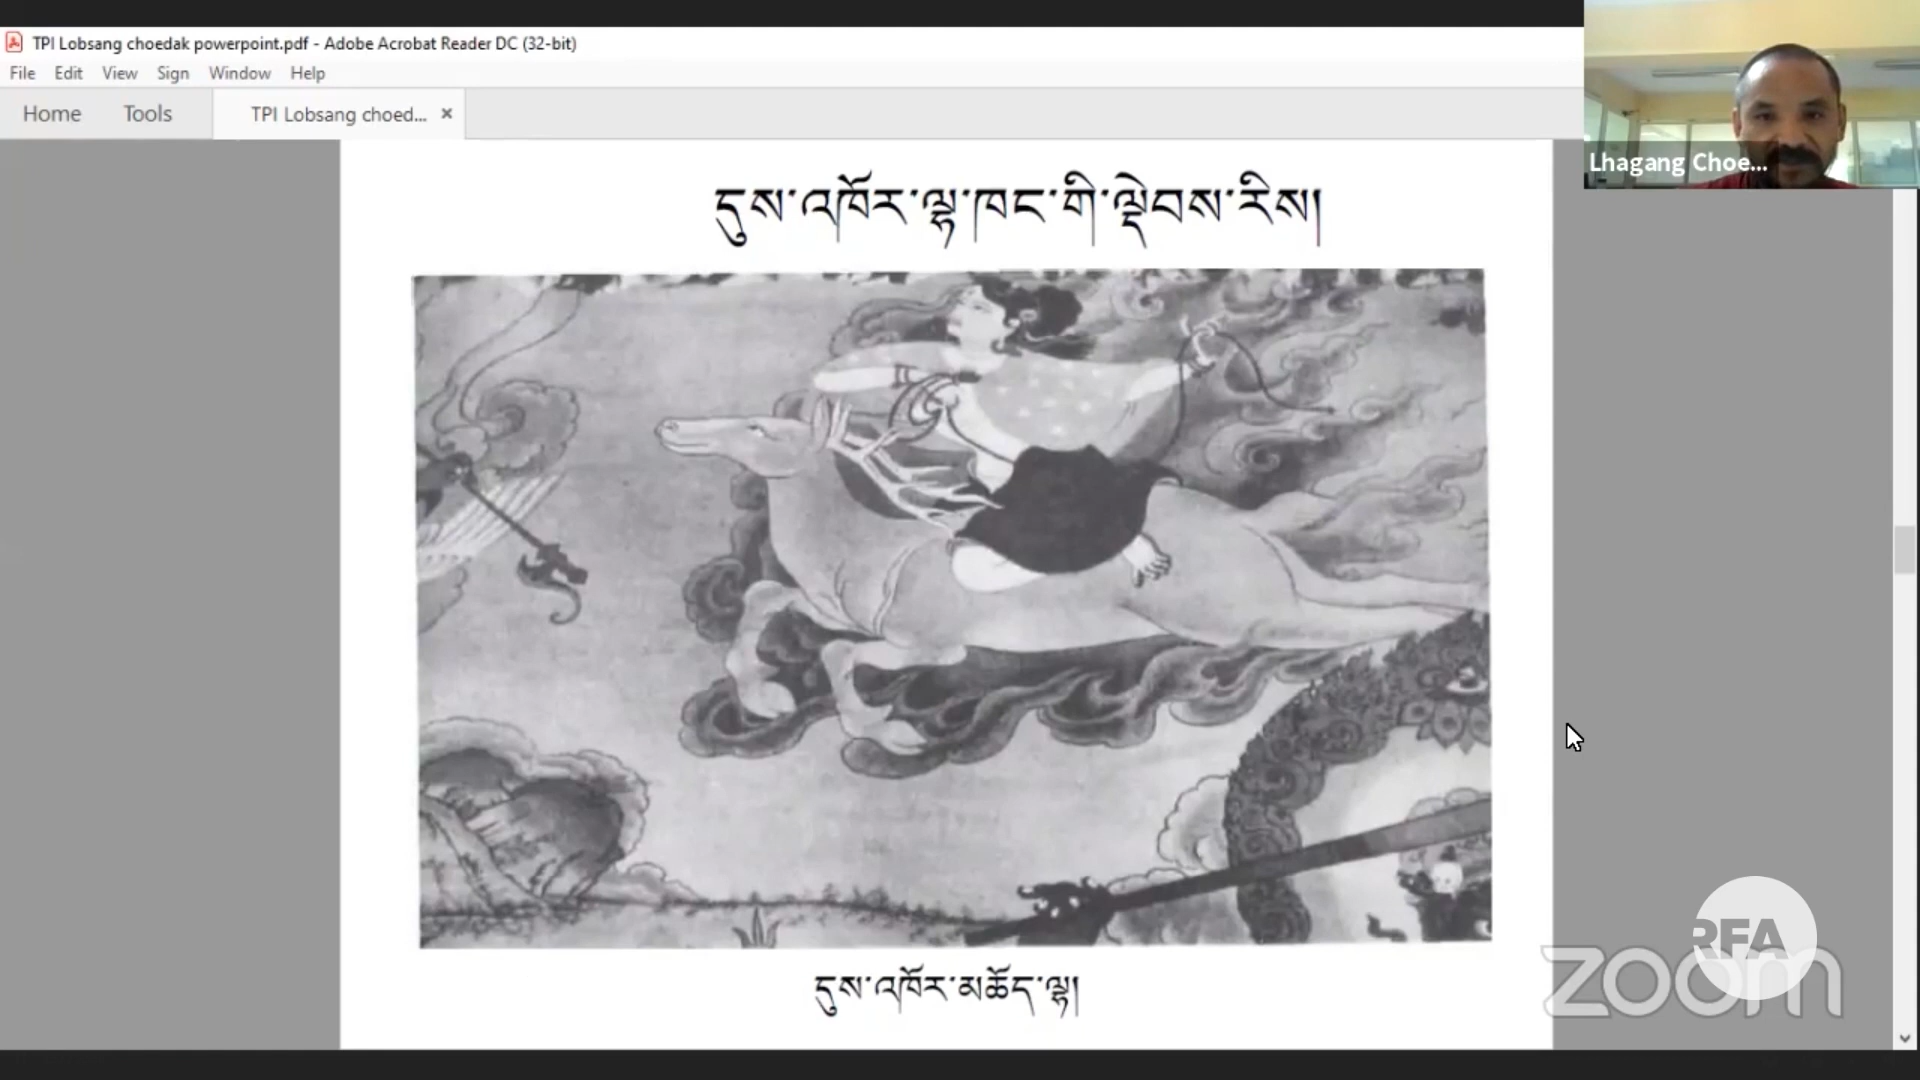 TPI Lobsang choedak powerpoint.pdf - Adobe Acrobat Reader DC (32-bit)
File Edit View Sign Window Help
Home Tools TPI Lobsang choed...
Lhagang Choe...
དུས་འཁོར་ལྷ་ཁང་གི་ལྡེབས་རིས།
དུས་འཁོར་མཆོད་ལྷ།
RFA
zoom